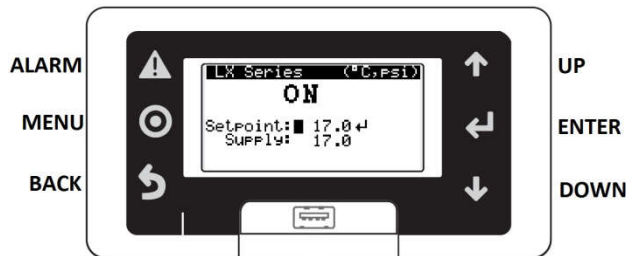 ALARM
MENU
BACK
LX Series (°C,psi)
ON
Setpoint: 17.0↵
Supply: 17.0
UP
ENTER
DOWN